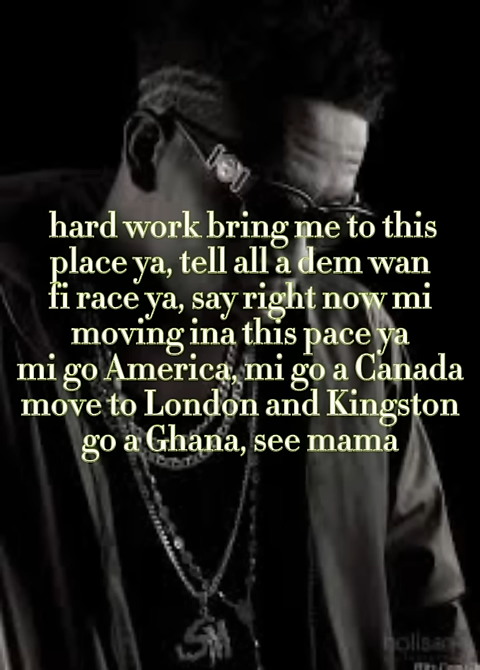 hard work bring me to this
place ya, tell all a dem wan
fi race ya, say right now mi
moving ina this pace ya
mi go America, mi go a Canada
move to London and Kingston
go a Ghana, see mama
SM